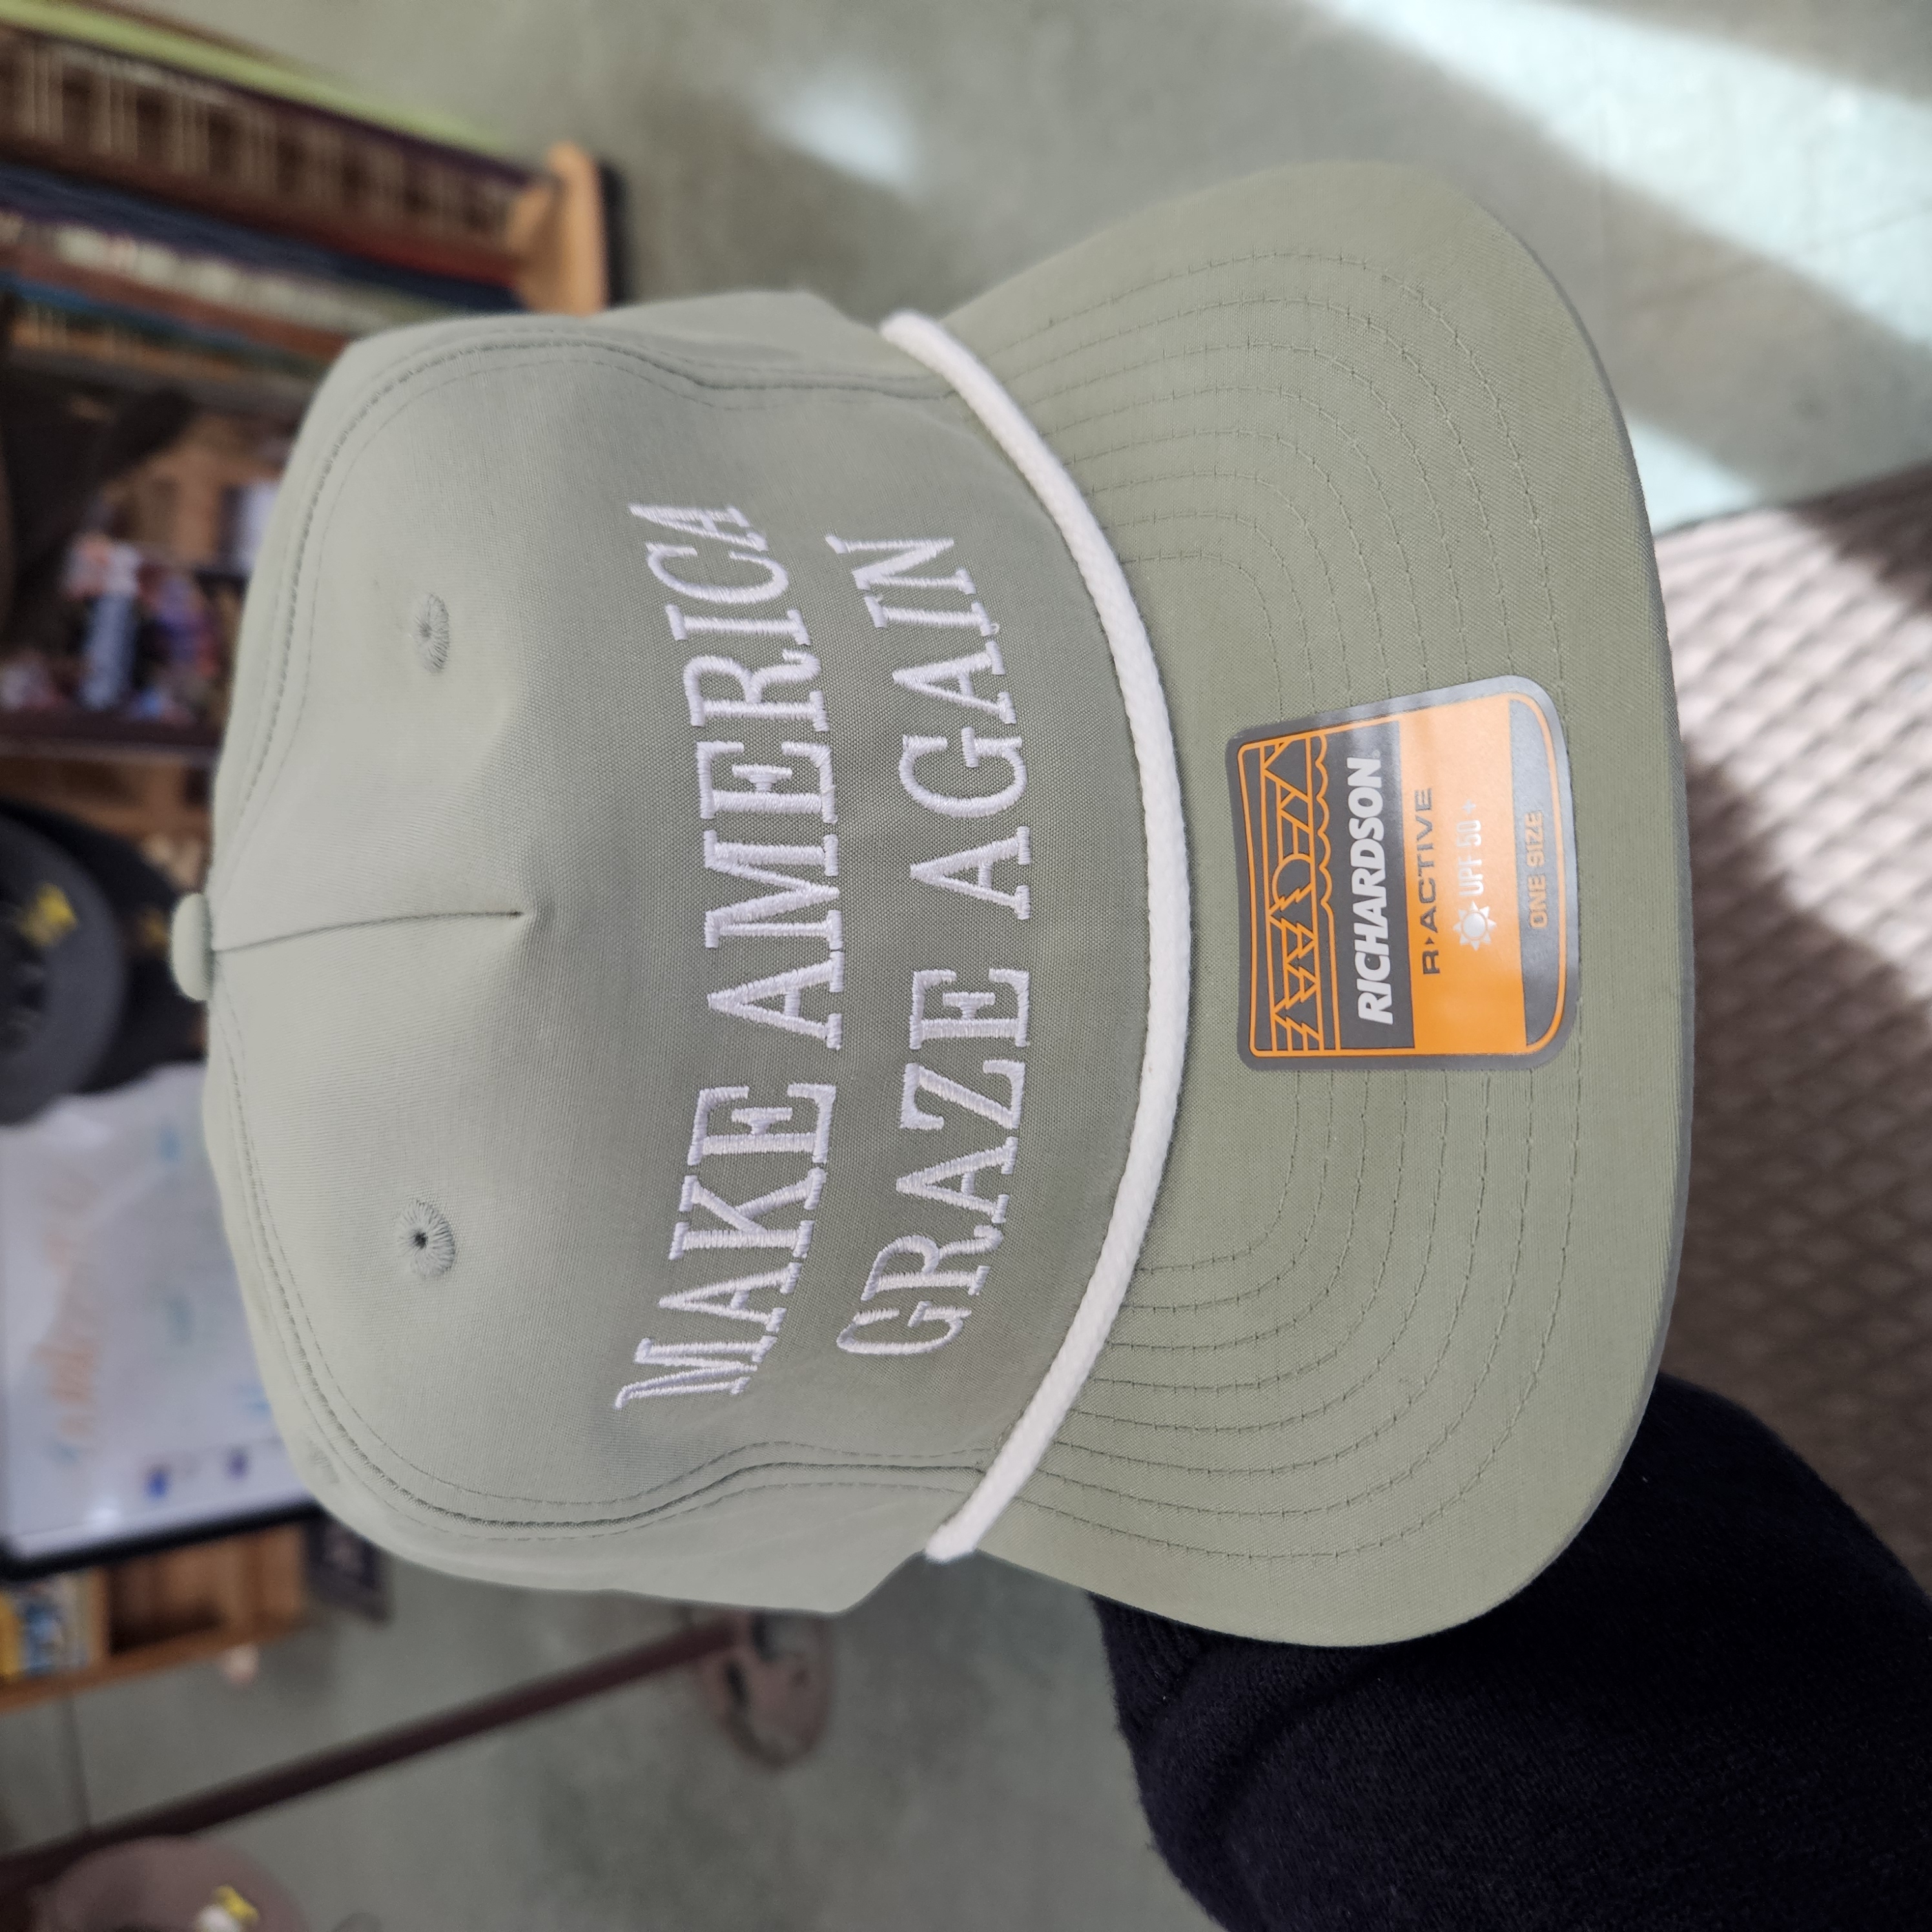 MAKE AMERICA
GRAZE AGAIN
RICHARDSON
R·ACTIVE
UPF 50+
ONE SIZE